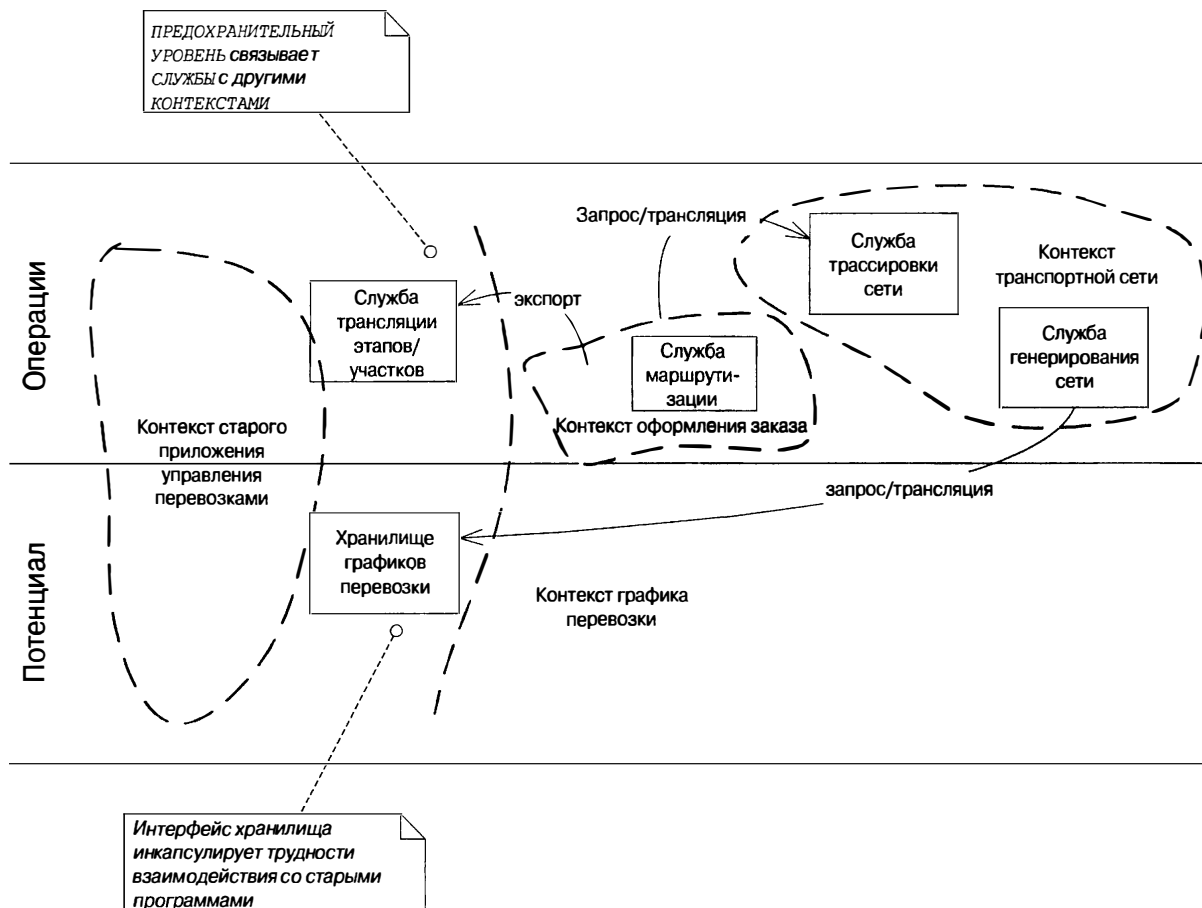 ПРЕДОХРАНИТЕЛЬНЫЙ
УРОВЕНЬ связывает
СЛУЖБЫ с другими
КОНТЕКСТАМИ
Операции
Запрос/трансляция
Служба
трассировки
сети
Контекст
транспортной сети
Служба
трансляции
этапов/
участков
экспорт
Служба
маршрути-
зации
Служба
генерирования
сети
Контекст оформления заказа
Контекст старого
приложения
управления
перевозками
Потенциал
запрос/трансляция
Хранилище
графиков
перевозки
Контекст графика
перевозки
Интерфейс хранилища
инкапсулирует трудности
взаимодействия со старыми
программами